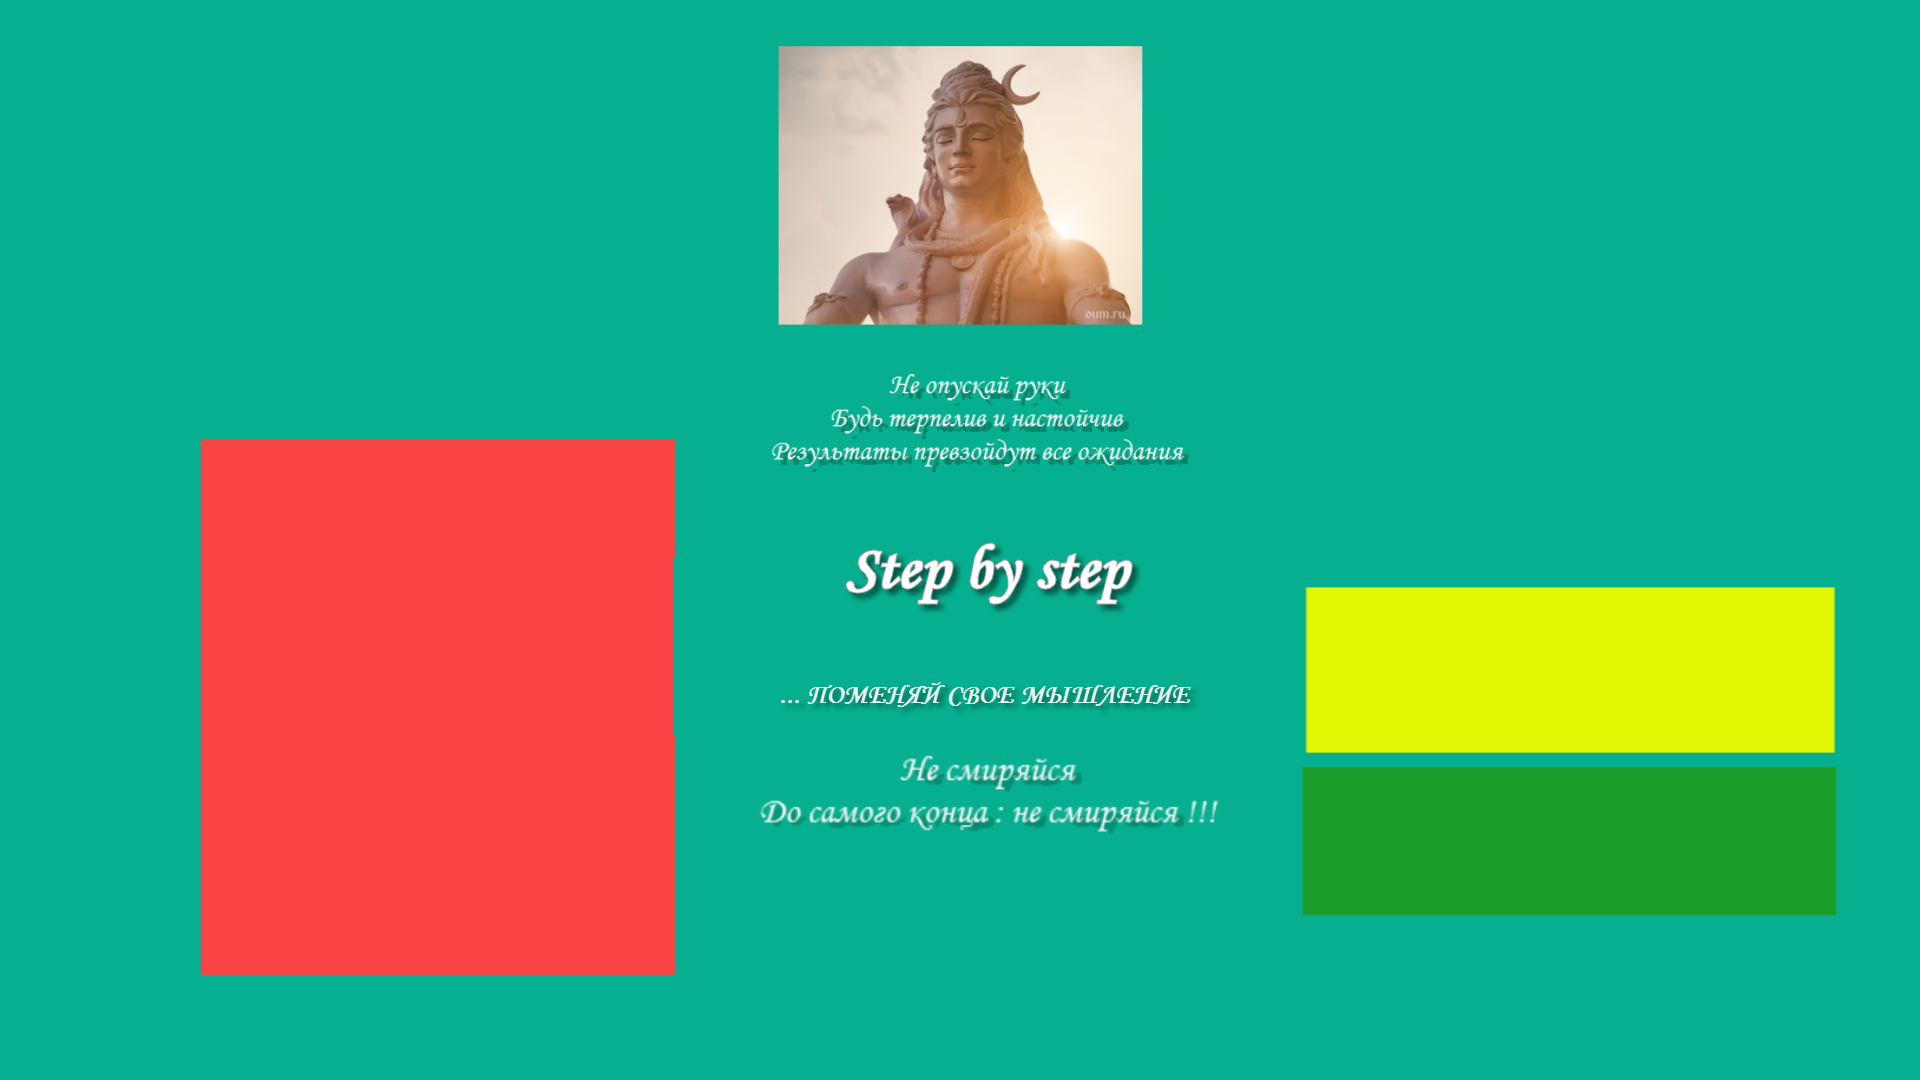 oum.ru
Не опускай руки
Будь терпелив и настойчив
Результаты превзойдут все ожидания
Step by step
... ПОМЕНЯЙ СВОЕ МЫШЛЕНИЕ
Не смиряйся
До самого конца : не смиряйся !!!